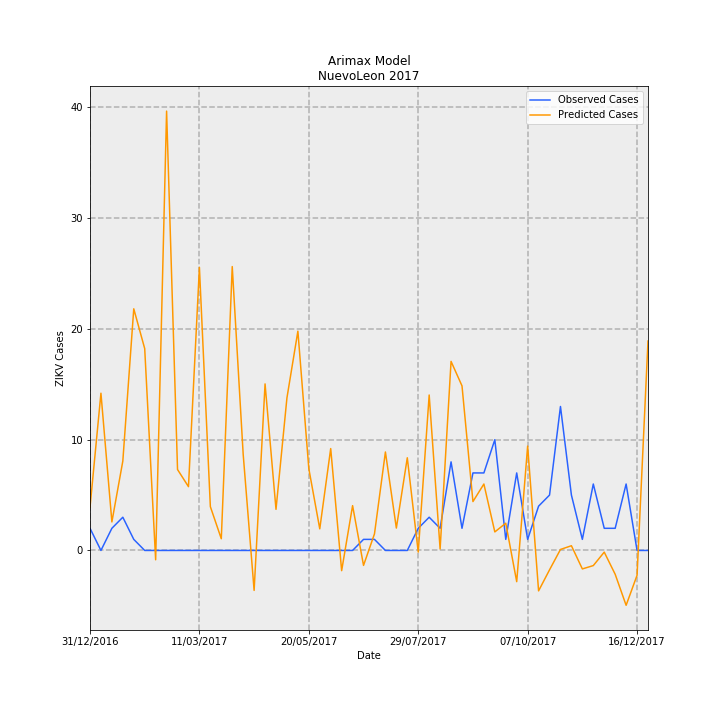 Arimax Model
NuevoLeon 2017
Observed Cases
Predicted Cases
40
30
20
10
0
ZIKV Cases
31/12/2016 11/03/2017 20/05/2017 29/07/2017 07/10/2017 16/12/2017
Date